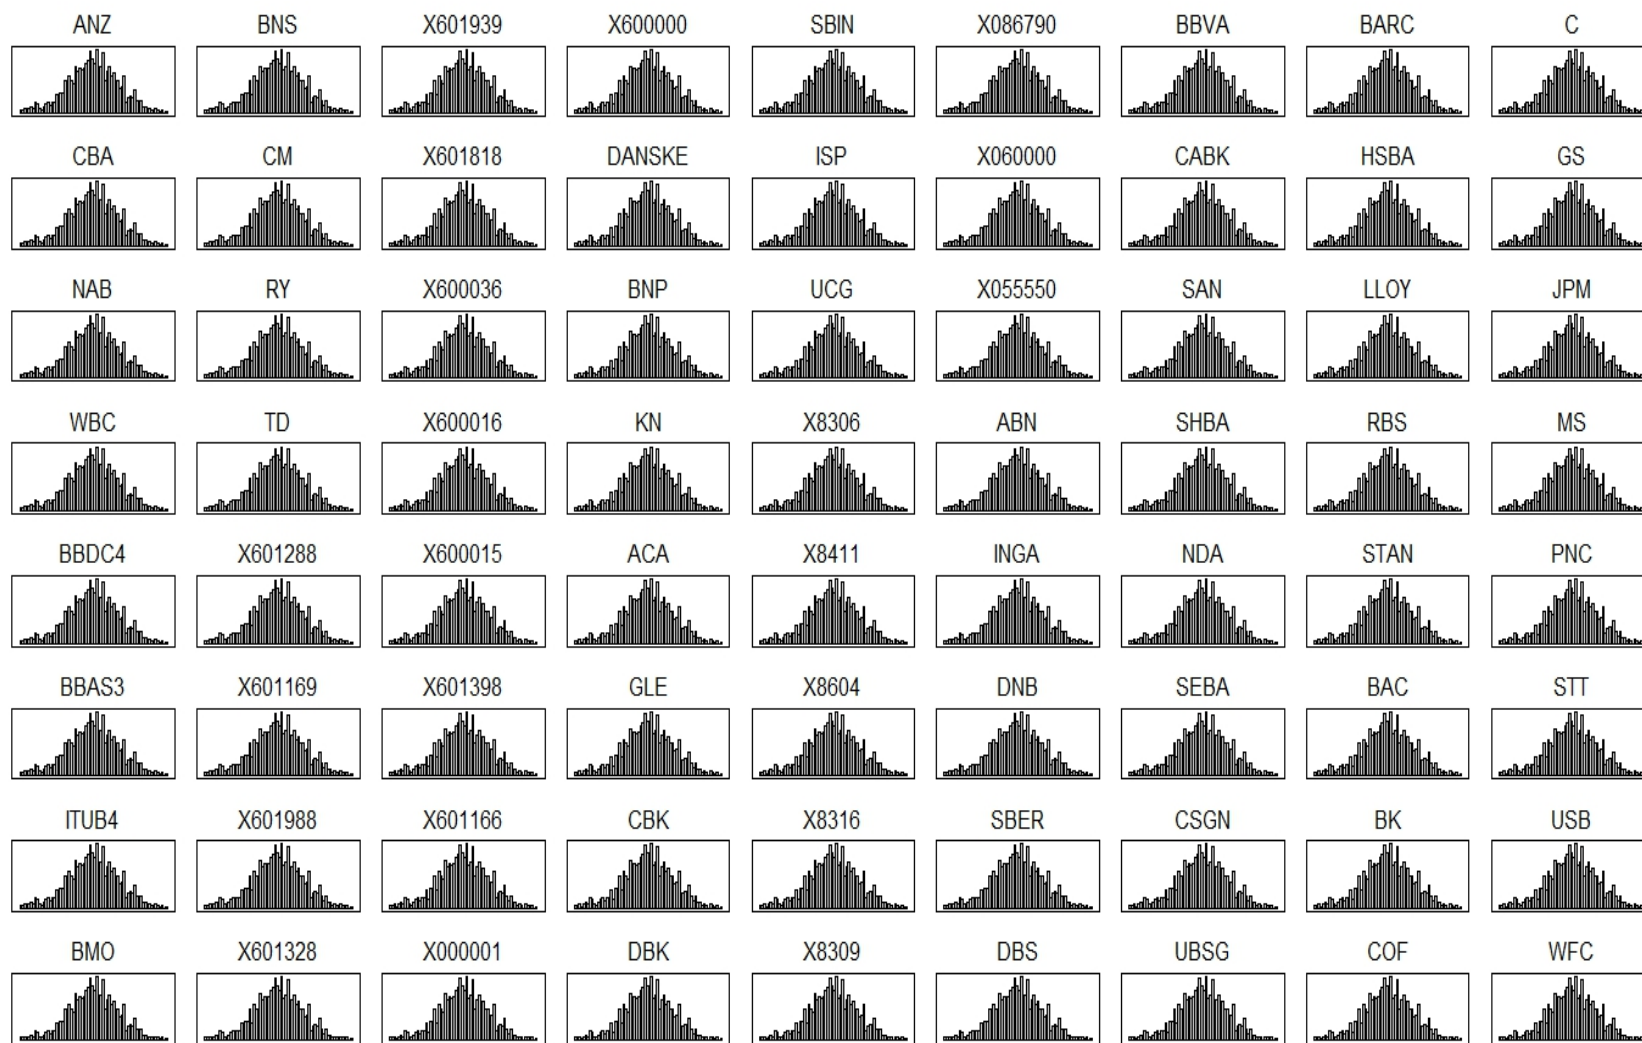 ANZ BNS X601939 X600000 SBIN X086790 BBVA BARC C
CBA CM X601818 DANSKE ISP X060000 CABK HSBA GS
NAB RY X600036 BNP UCG X055550 SAN LLOY JPM
WBC TD X600016 KN X8306 ABN SHBA RBS MS
BBDC4 X601288 X600015 ACA X8411 INGA NDA STAN PNC
BBAS3 X601169 X601398 GLE X8604 DNB SEBA BAC STT
ITUB4 X601988 X601166 CBK X8316 SBER CSGN BK USB
BMO X601328 X000001 DBK X8309 DBS UBSG COF WFC